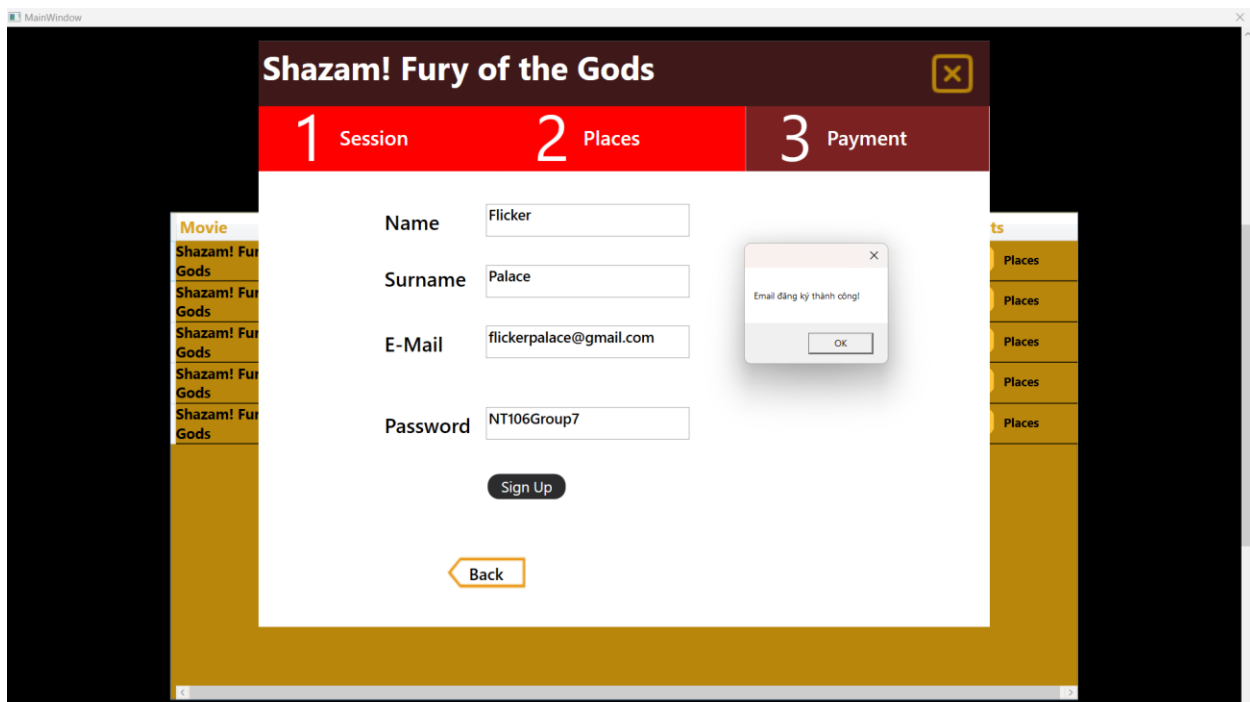 MainWindow
Shazam! Fury of the Gods
1 Session
2 Places
3 Payment
Name
Flicker
Surname
Palace
E-Mail
flickerpalace@gmail.com
Password
NT106Group7
Sign Up
Back
Email đăng ký thành công!
OK
Movie
ts
Shazam! Fur
Gods
Places
Shazam! Fur
Gods
Places
Shazam! Fur
Gods
Places
Shazam! Fur
Gods
Places
Shazam! Fur
Gods
Places